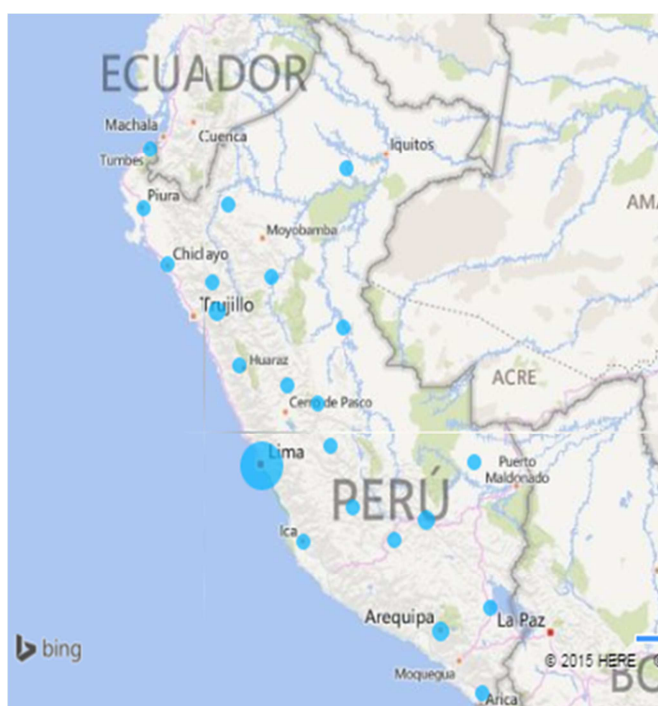 ECUADOR
Machala
Cuenca
Tumbes
Iquitos
Piura
AMA
Moyobamba
Chiclayo
Trujillo
Huaraz
ACRE
Cerro de Pasco
Lima
Puerto
Maldonado
PERÚ
Ica
Arequipa
La Paz
bing
© 2015 HERE
Moquegua
BO
Arica